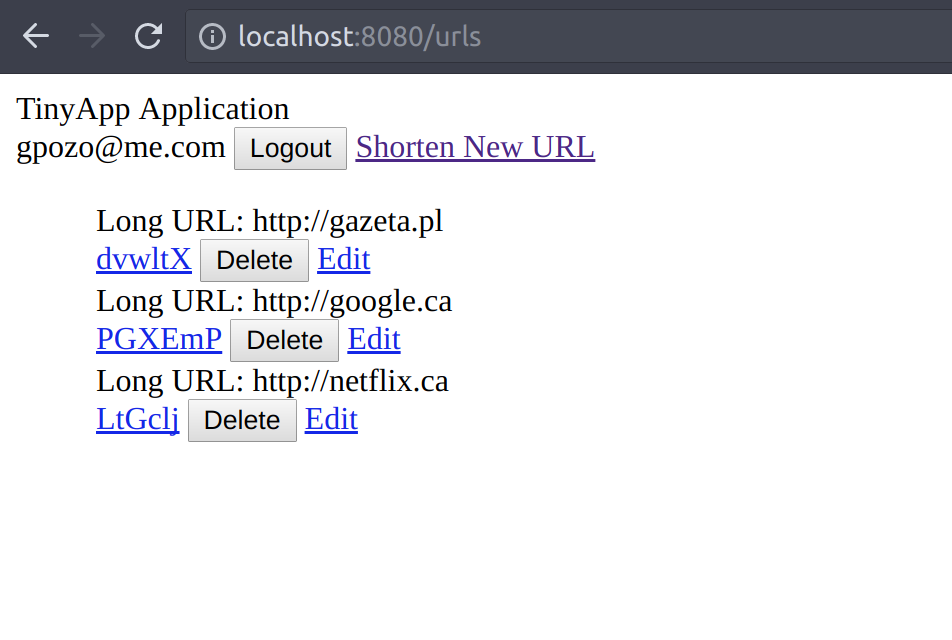 localhost:8080/urls
TinyApp Application
gpozo@me.com Logout Shorten New URL
Long URL: http://gazeta.pl
dvwltX Delete Edit
Long URL: http://google.ca
PGXEmP Delete Edit
Long URL: http://netflix.ca
LtGclj Delete Edit